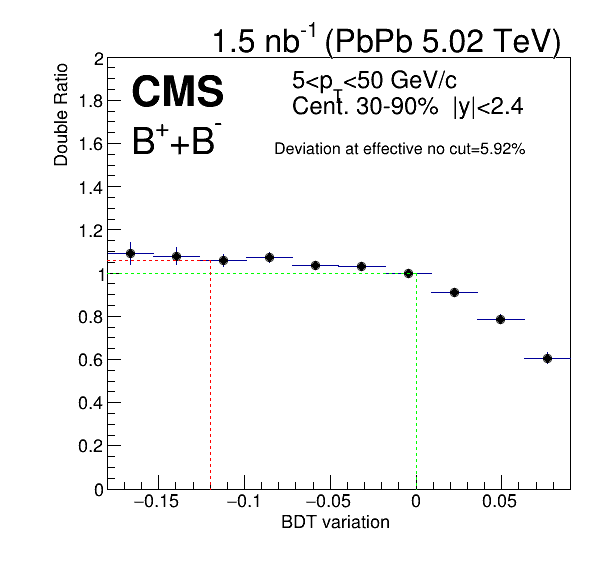 1.5 nb-1 (PbPb 5.02 TeV)
CMS
5<pT<50 GeV/c
Cent. 30-90% |y|<2.4
B++B-
Deviation at effective no cut=5.92%
Double Ratio
2
1.8
1.6
1.4
1.2
1
0.8
0.6
0.4
0.2
0
−0.15 −0.1 −0.05 0 0.05
BDT variation